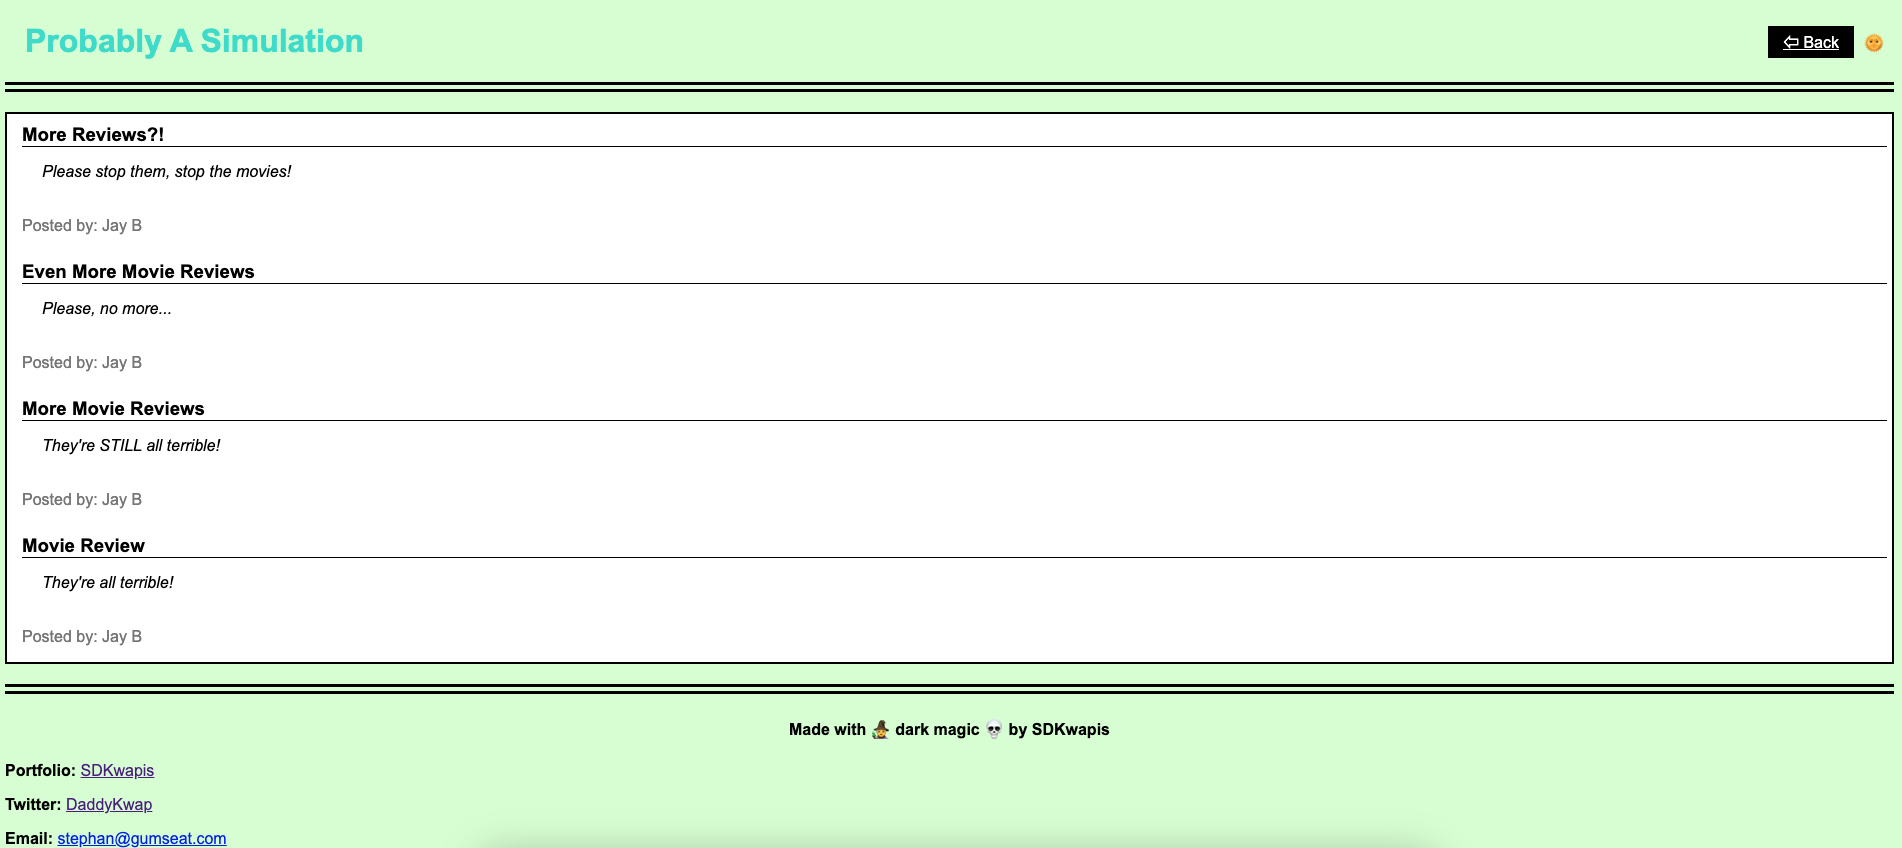 Probably A Simulation
⇦ Back 🌞
More Reviews?!
Please stop them, stop the movies!
Posted by: Jay B
Even More Movie Reviews
Please, no more...
Posted by: Jay B
More Movie Reviews
They're STILL all terrible!
Posted by: Jay B
Movie Review
They're all terrible!
Posted by: Jay B
Made with 🧙 dark magic 💀 by SDKwapis
Portfolio: SDKwapis
Twitter: DaddyKwap
Email: stephan@gumseat.com